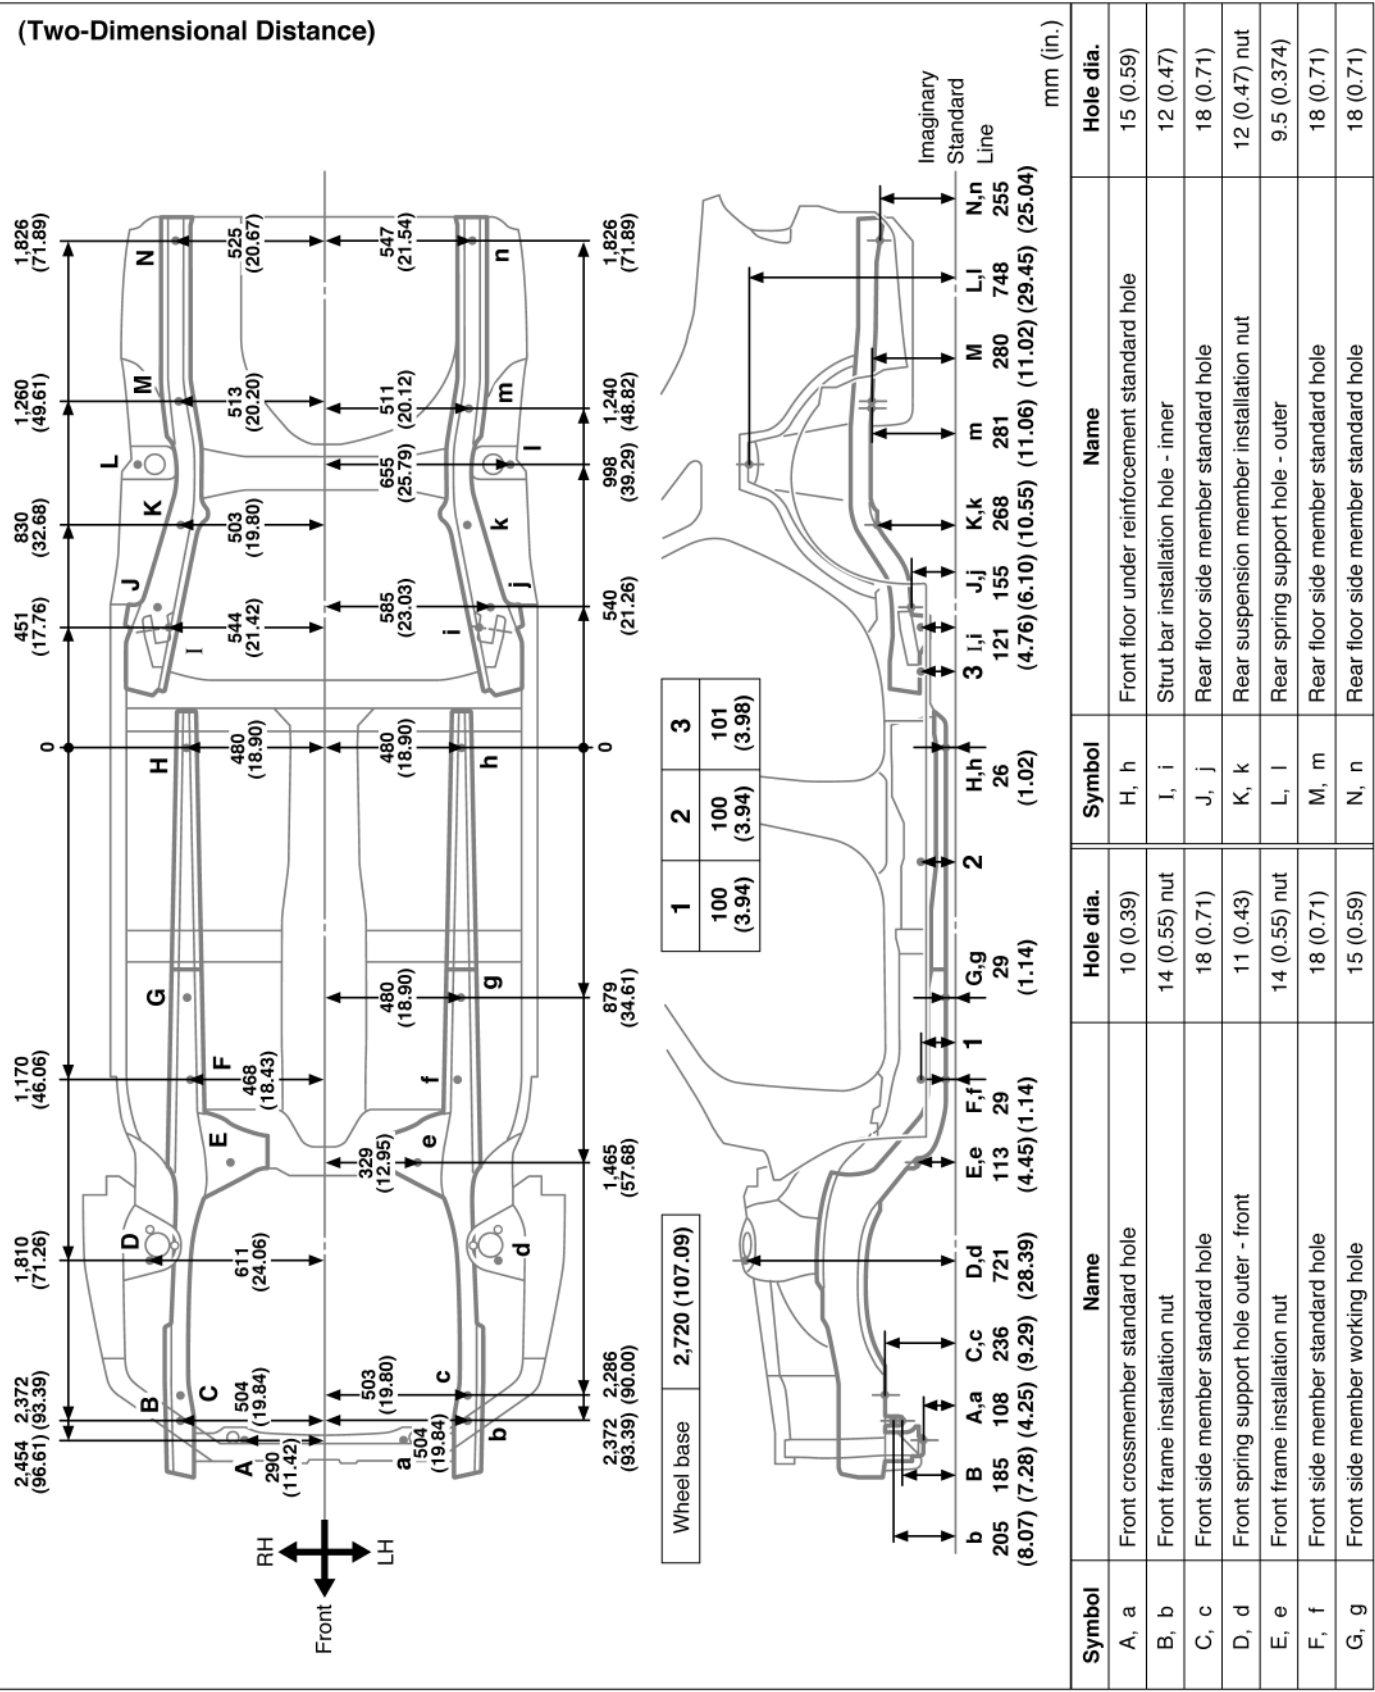 (Two-Dimensional Distance)
2,454
(96.61)
2,372
(93.39)
1,810
(71.26)
1,170
(46.06)
0
451
(17.76)
830
(32.68)
1,260
(49.61)
1,826
(71.89)
A
B
C
D
E
F
G
H
I
J
K
L
M
N
290
(11.42)
504
(19.84)
611
(24.06)
468
(18.43)
480
(18.90)
544
(21.42)
503
(19.80)
513
(20.20)
525
(20.67)
RH
LH
Front
504
(19.84)
503
(19.80)
329
(12.95)
480
(18.90)
480
(18.90)
585
(23.03)
655
(25.79)
511
(20.12)
547
(21.54)
a
b
c
d
e
f
g
h
i
j
k
l
m
n
2,372
(93.39)
2,286
(90.00)
1,465
(57.68)
879
(34.61)
0
540
(21.26)
998
(39.29)
1,240
(48.82)
1,826
(71.89)
Wheel base 2,720 (107.09)
1 2 3
100 100 101
(3.94) (3.94) (3.98)
Imaginary
Standard
Line
b B A,a C,c D,d E,e F,f 1 G,g 2 H,h 3 I,i J,j K,k m M L,l N,n
205 185 108 236 721 113 29 29 26 121 155 268 281 280 748 255
(8.07) (7.28) (4.25) (9.29) (28.39) (4.45) (1.14) (1.14) (1.02) (4.76) (6.10) (10.55) (11.06) (11.02) (29.45) (25.04)
mm (in.)
Symbol Name Hole dia. Symbol Name Hole dia.
A, a Front crossmember standard hole 10 (0.39) H, h Front floor under reinforcement standard hole 15 (0.59)
B, b Front frame installation nut 14 (0.55) nut I, i Strut bar installation hole - inner 12 (0.47)
C, c Front side member standard hole 18 (0.71) J, j Rear floor side member standard hole 18 (0.71)
D, d Front spring support hole outer - front 11 (0.43) K, k Rear suspension member installation nut 12 (0.47) nut
E, e Front frame installation nut 14 (0.55) nut L, l Rear spring support hole - outer 9.5 (0.374)
F, f Front side member standard hole 18 (0.71) M, m Rear floor side member standard hole 18 (0.71)
G, g Front side member working hole 15 (0.59) N, n Rear floor side member standard hole 18 (0.71)